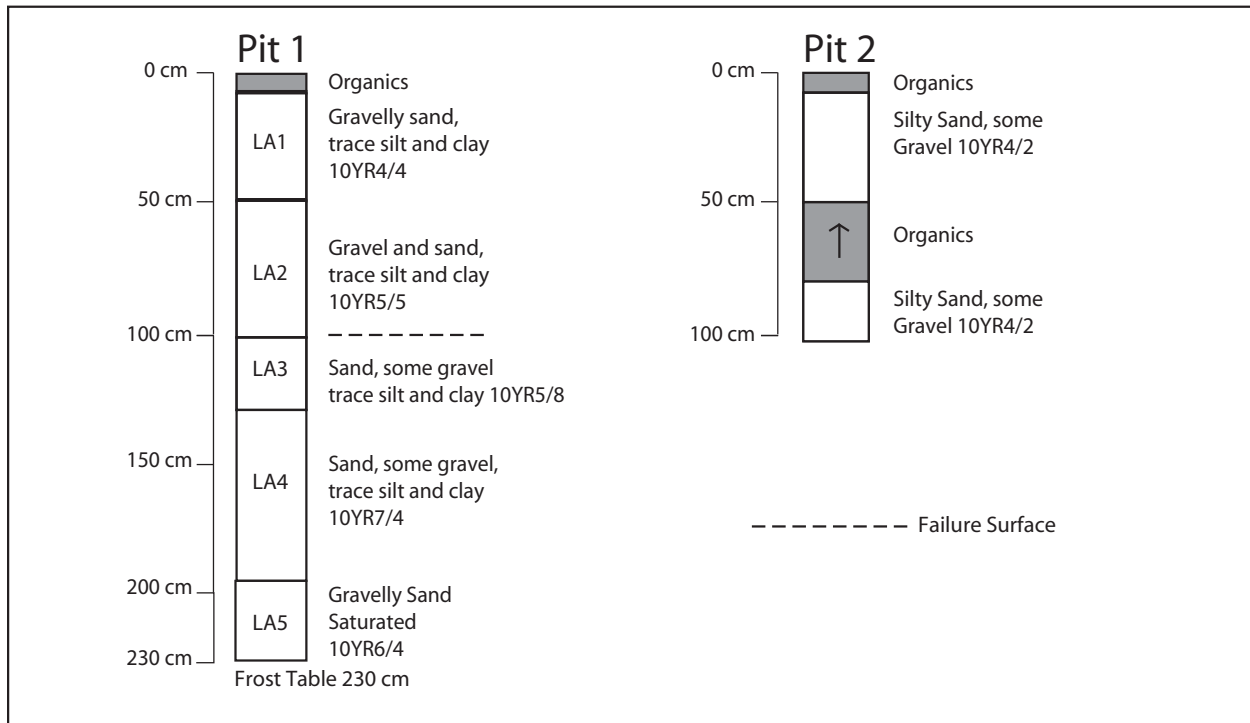 Pit 1
0 cm
Organics
LA1
Gravelly sand,
trace silt and clay
10YR4/4
50 cm
LA2
Gravel and sand,
trace silt and clay
10YR5/5
100 cm
LA3
Sand, some gravel
trace silt and clay 10YR5/8
150 cm
LA4
Sand, some gravel,
trace silt and clay
10YR7/4
200 cm
LA5
Gravelly Sand
Saturated
10YR6/4
230 cm
Frost Table 230 cm
Pit 2
0 cm
Organics
Silty Sand, some
Gravel 10YR4/2
50 cm
Organics
Silty Sand, some
Gravel 10YR4/2
100 cm
Failure Surface